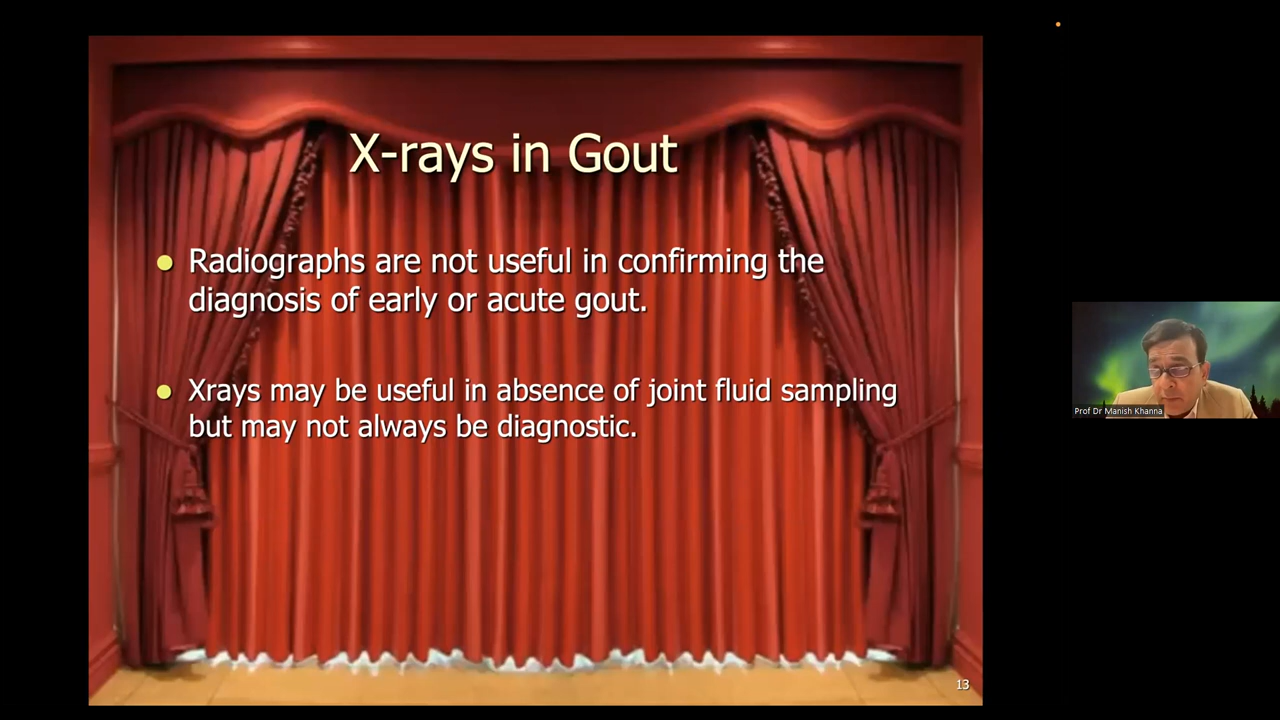 X-rays in Gout
Radiographs are not useful in confirming the
diagnosis of early or acute gout.
Xrays may be useful in absence of joint fluid sampling
but may not always be diagnostic.
13
Prof Dr Manish Khanna